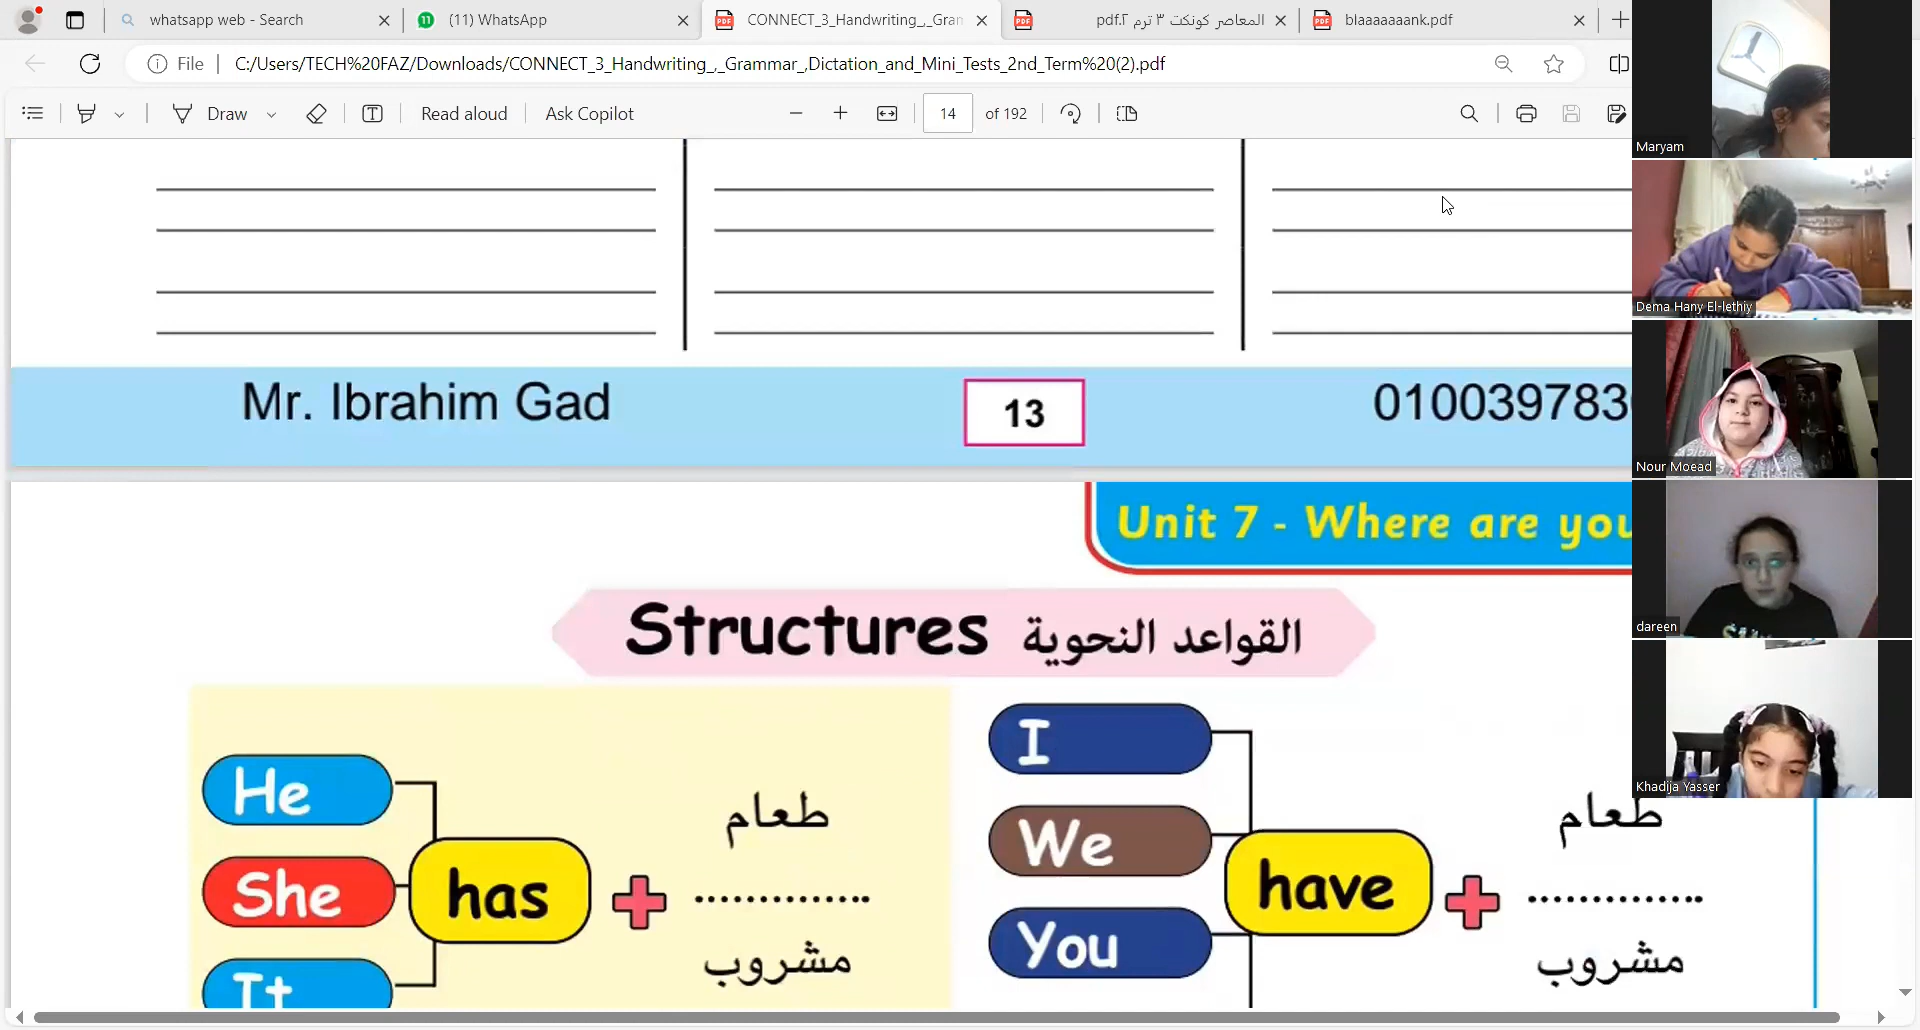 whatsapp web - Search
(11) WhatsApp
CONNECT_3_Handwriting_,_Gran
المعاصر كونكت ٣ ترم ٢.pdf
blaaaaaaank.pdf
File
C:/Users/TECH%20FAZ/Downloads/CONNECT_3_Handwriting_,_Grammar_,Dictation_and_Mini_Tests_2nd_Term%20(2).pdf
Draw
Read aloud
Ask Copilot
14
of 192
Mr. Ibrahim Gad
13
010039783
Unit 7 - Where are you
Structures القواعد النحوية
He
She
It
has
طعام
مشروب
I
We
You
have
طعام
مشروب
Maryam
Dema Hany El-lethiy
Nour Moead
dareen
Khadija Yasser